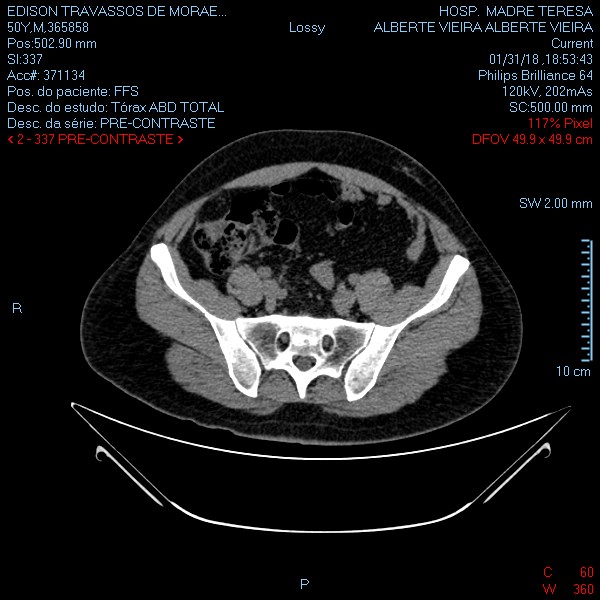 EDISON TRAVASSOS DE MORAE...
50Y,M,365858
Pos:502.90 mm
SI:337
Acc#: 371134
Pos. do paciente: FFS
Desc. do estudo: Tórax ABD TOTAL
Desc. da série: PRE-CONTRASTE
< 2 - 337 PRE-CONTRASTE >
Lossy
HOSP. MADRE TERESA
ALBERTE VIEIRA ALBERTE VIEIRA
Current
01/31/18 ,18:53:43
Philips Brilliance 64
120kV, 202mAs
SC:500.00 mm
117% Pixel
DFOV 49.9 x 49.9 cm
SW 2.00 mm
R
10 cm
P
C 60
W 360